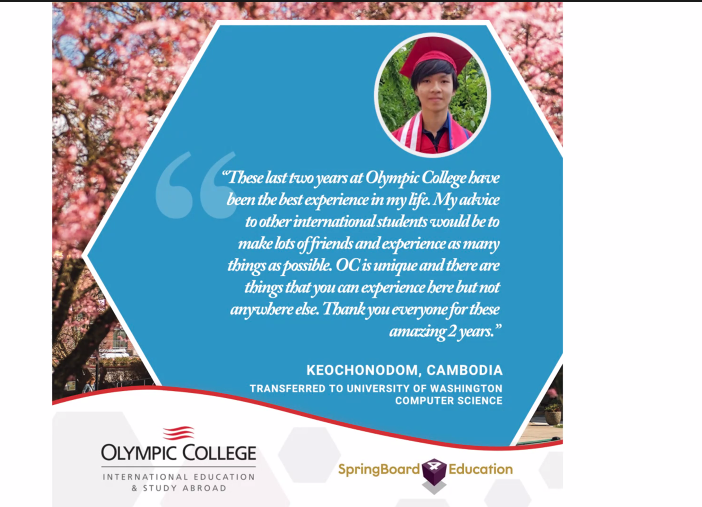 “These last two years at Olympic College have
been the best experience in my life. My advice
to other international students would be to
make lots of friends and experience as many
things as possible. OC is unique and there are
things that you can experience here but not
anywhere else. Thank you everyone for these
amazing 2 years.”
KEOCHONODOM, CAMBODIA
TRANSFERRED TO UNIVERSITY OF WASHINGTON
COMPUTER SCIENCE
OLYMPIC COLLEGE
INTERNATIONAL EDUCATION
& STUDY ABROAD
SpringBoard Education